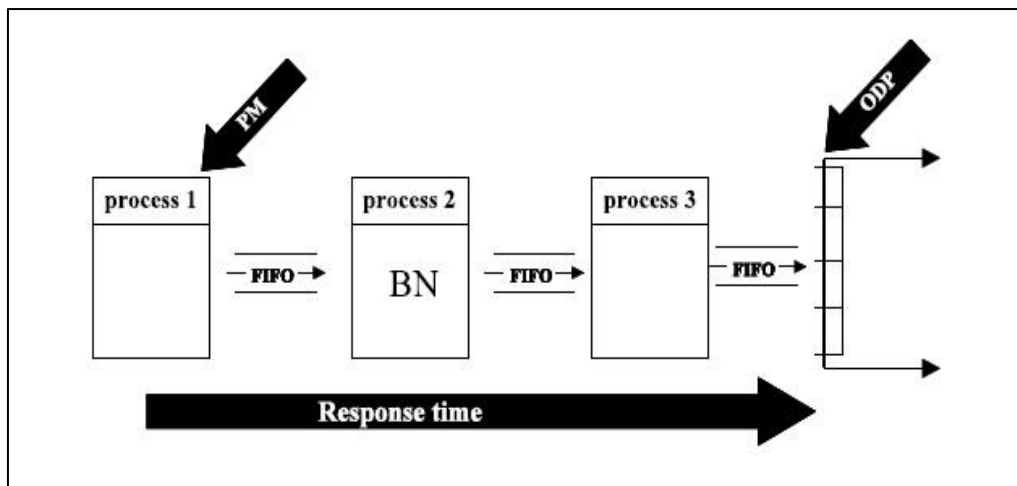 PM
ODP
process 1
process 2
process 3
FIFO
BN
FIFO
FIFO
Response time